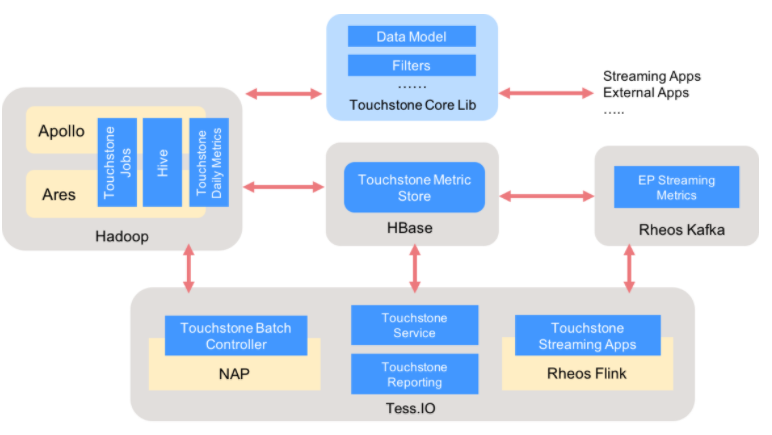 Data Model
Filters
......
Touchstone Core Lib
Streaming Apps
External Apps
.....
Apollo
Ares
Touchstone
Jobs
Hive
Touchstone
Daily Metrics
Hadoop
Touchstone Metric
Store
HBase
EP Streaming
Metrics
Rheos Kafka
Touchstone Batch
Controller
NAP
Touchstone
Service
Touchstone
Reporting
Touchstone
Streaming Apps
Rheos Flink
Tess.IO